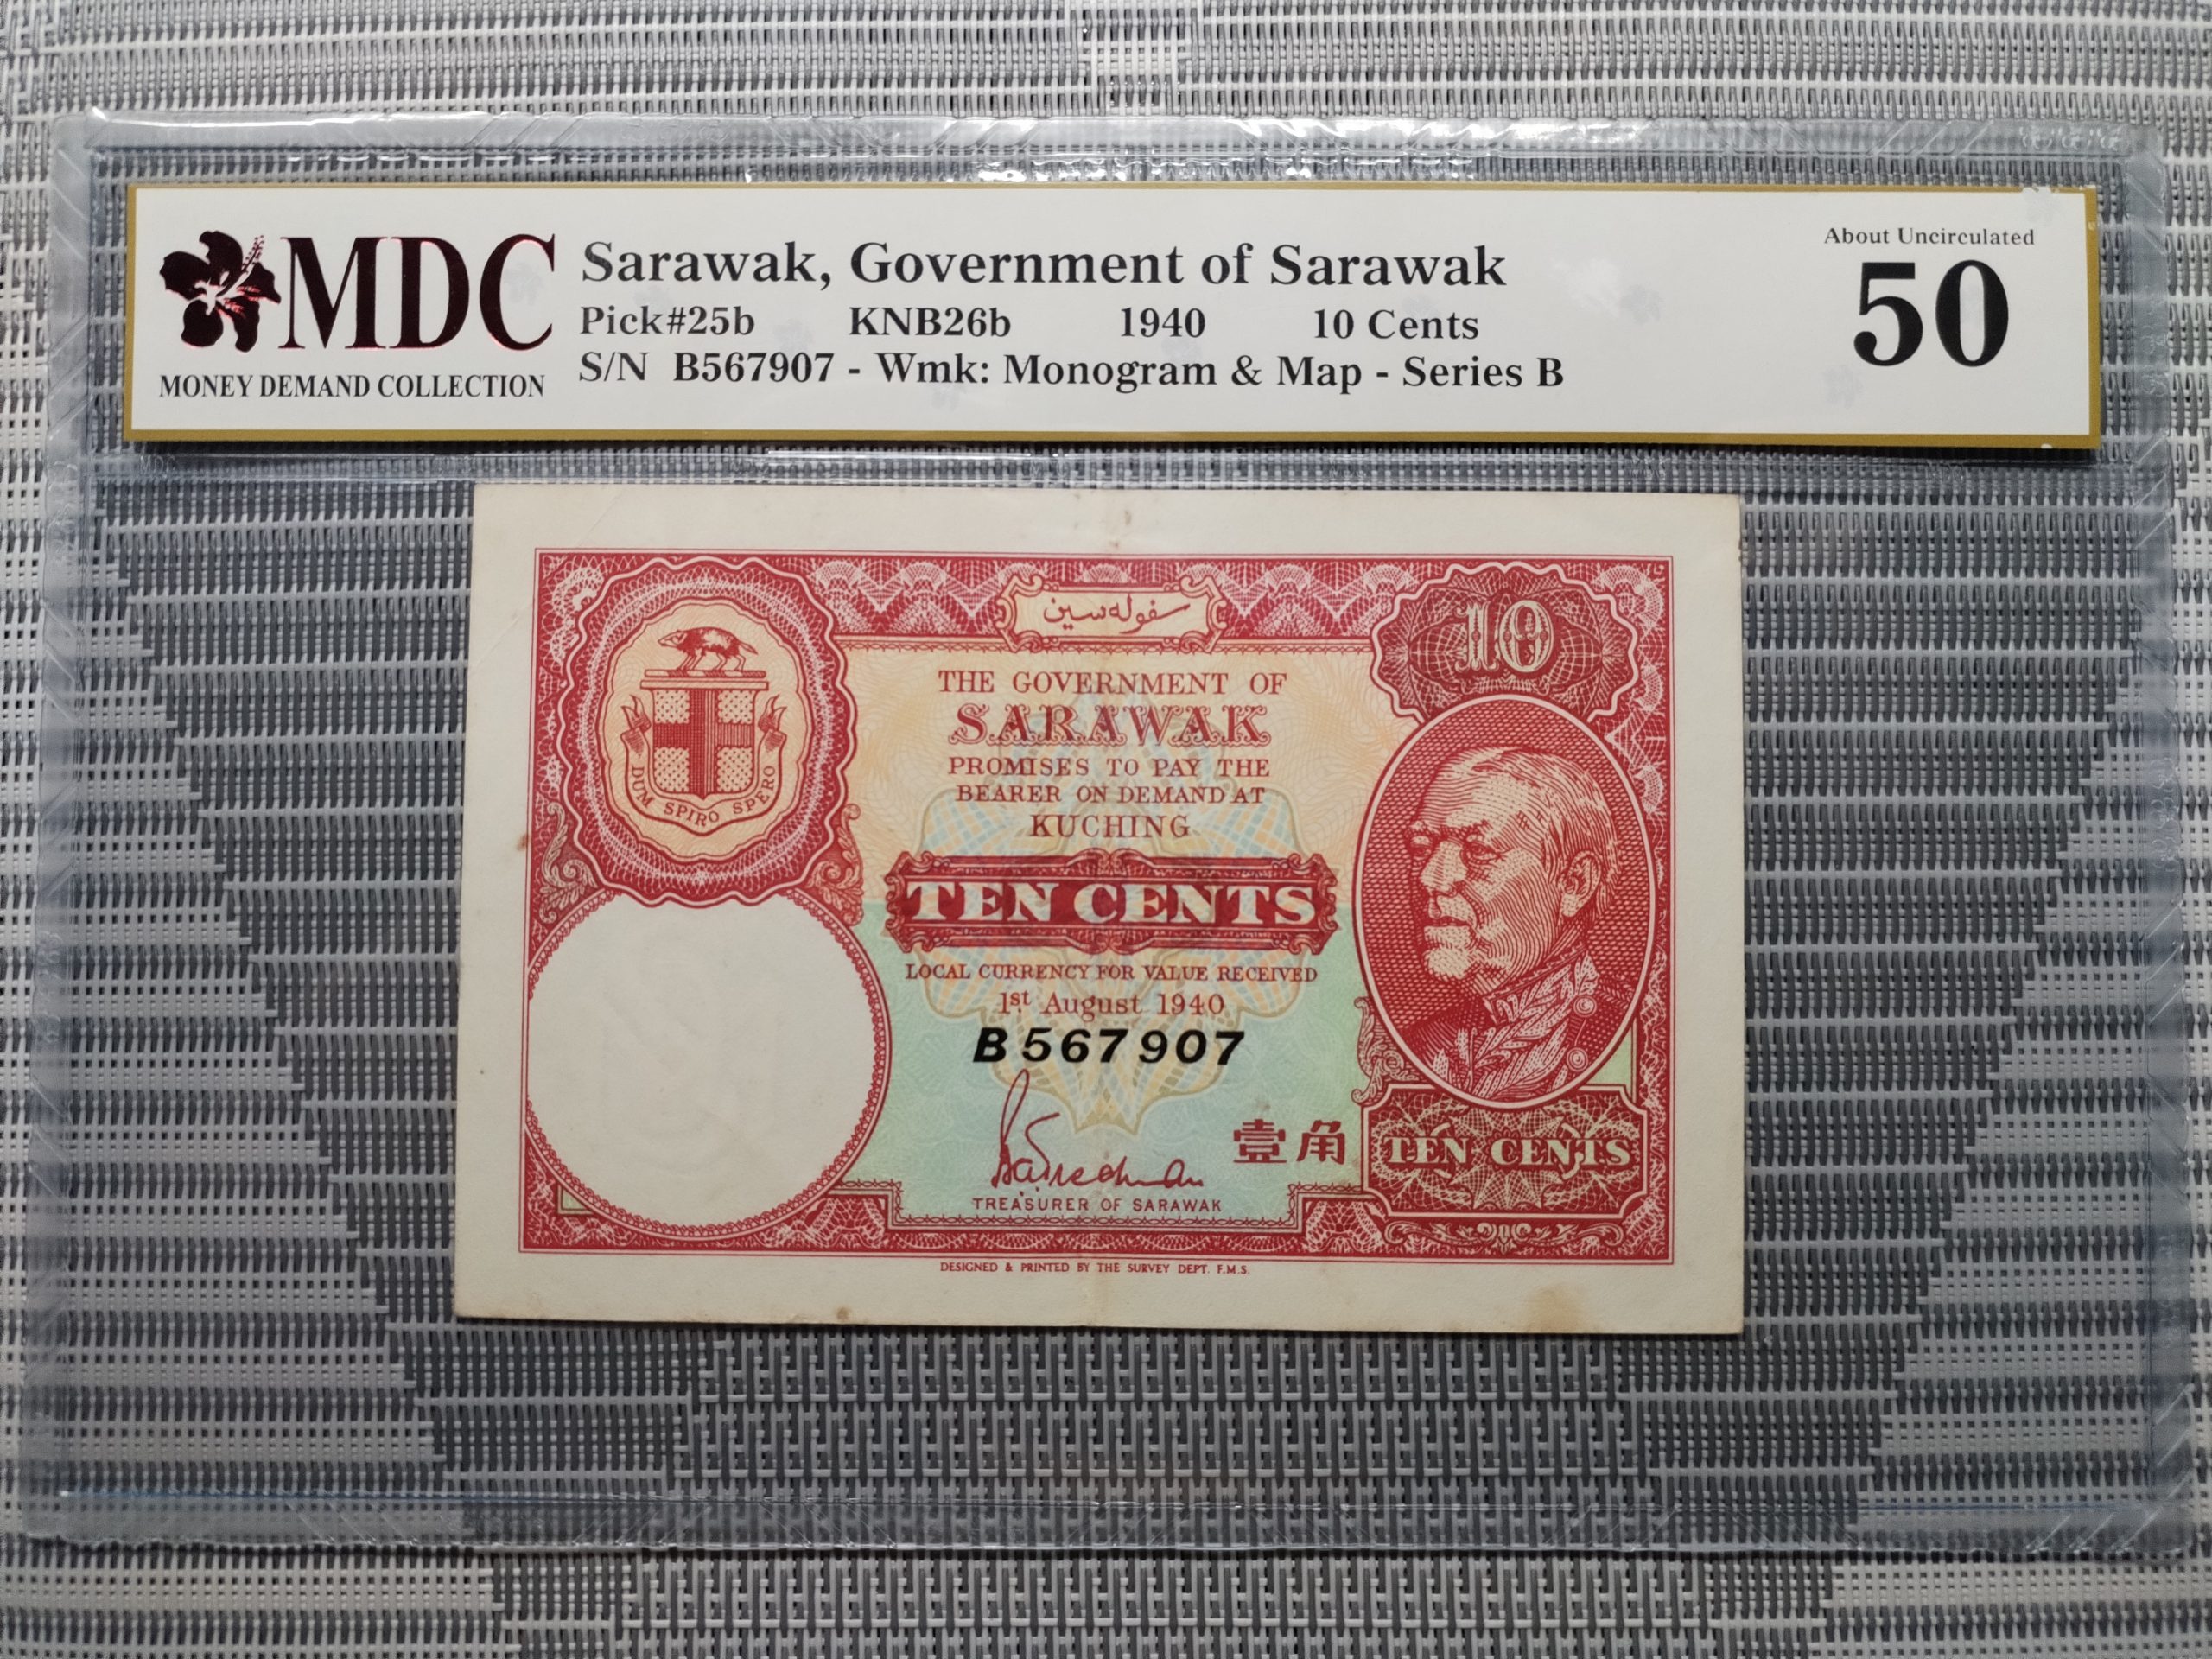 MDC
MONEY DEMAND COLLECTION
Sarawak, Government of Sarawak
Pick#25b KNB26b 1940 10 Cents
S/N B567907 - Wmk: Monogram & Map - Series B
About Uncirculated
50
سفوله سين
10
THE GOVERNMENT OF
SARAWAK
PROMISES TO PAY THE
BEARER ON DEMAND AT
KUCHING
TEN CENTS
LOCAL CURRENCY FOR VALUE RECEIVED
1st August 1940
B567907
TREASURER OF SARAWAK
DUM SPIRO SPERO
壹角
TEN CENTS
DESIGNED & PRINTED BY THE SURVEY DEPT. F.M.S.